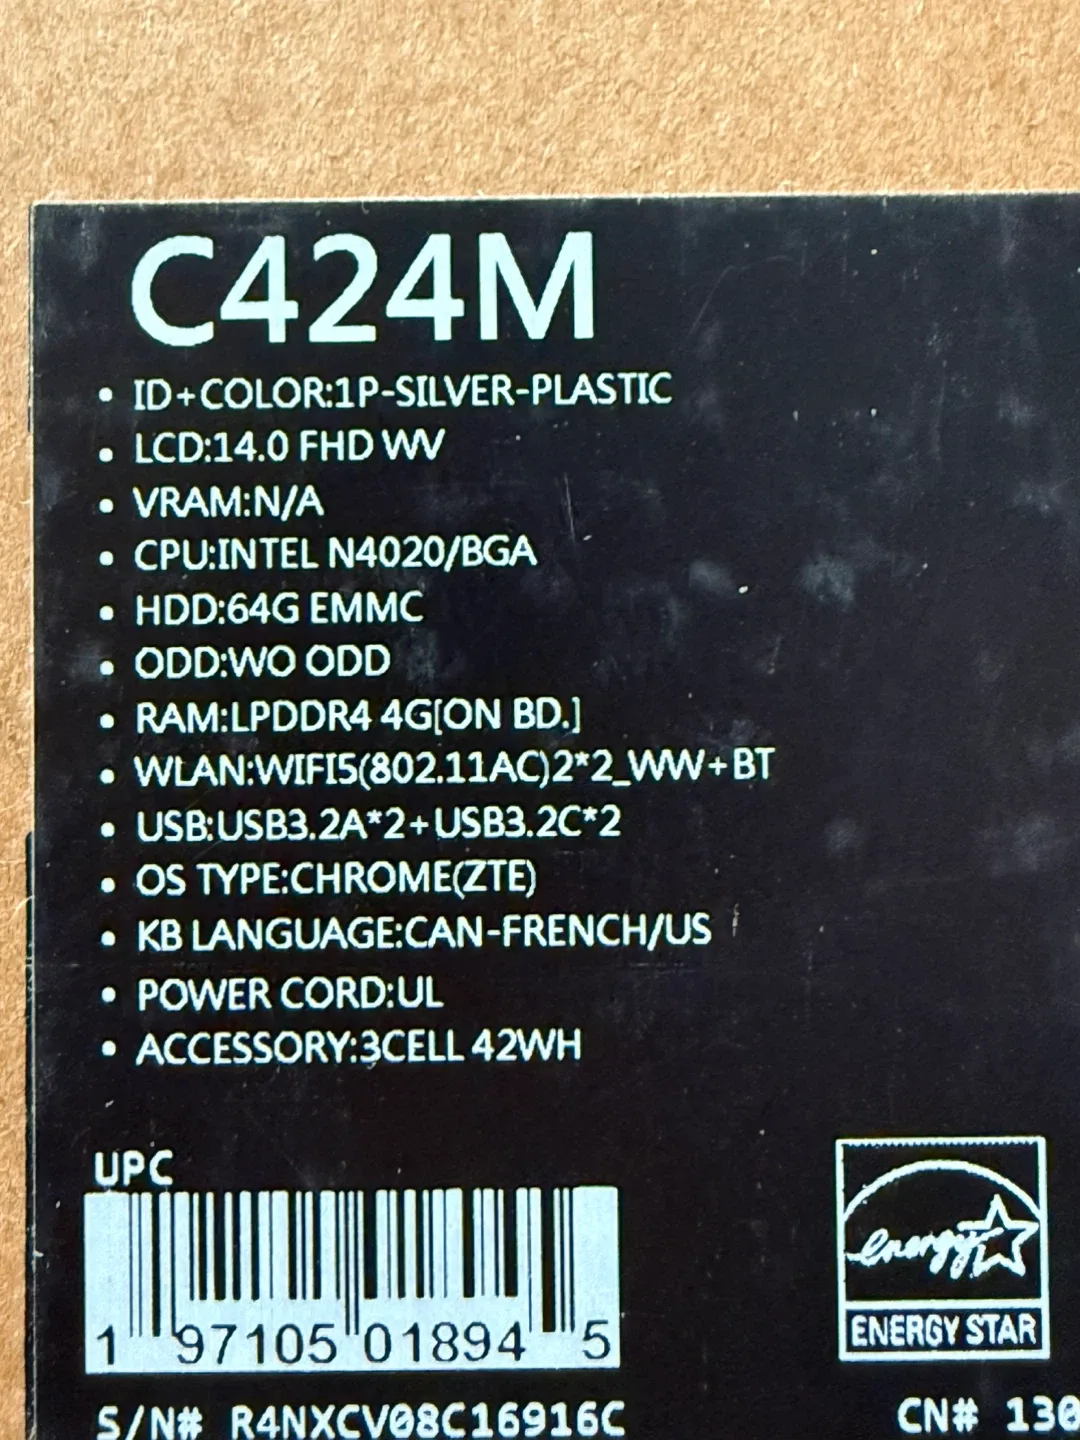 C424M
• ID+COLOR:1P-SILVER-PLASTIC
• LCD:14.0 FHD WV
• VRAM:N/A
• CPU:INTEL N4020/BGA
• HDD:64G EMMC
• ODD:WO ODD
• RAM:LPDDR4 4G[ON BD.]
• WLAN:WIFI5(802.11AC)2*2_WW+BT
• USB:USB3.2A*2+USB3.2C*2
• OS TYPE:CHROME(ZTE)
• KB LANGUAGE:CAN-FRENCH/US
• POWER CORD:UL
• ACCESSORY:3CELL 42WH
UPC
1 97105 01894 5
energy
ENERGY STAR
S/N# R4NXCV08C16916C
CN# 130